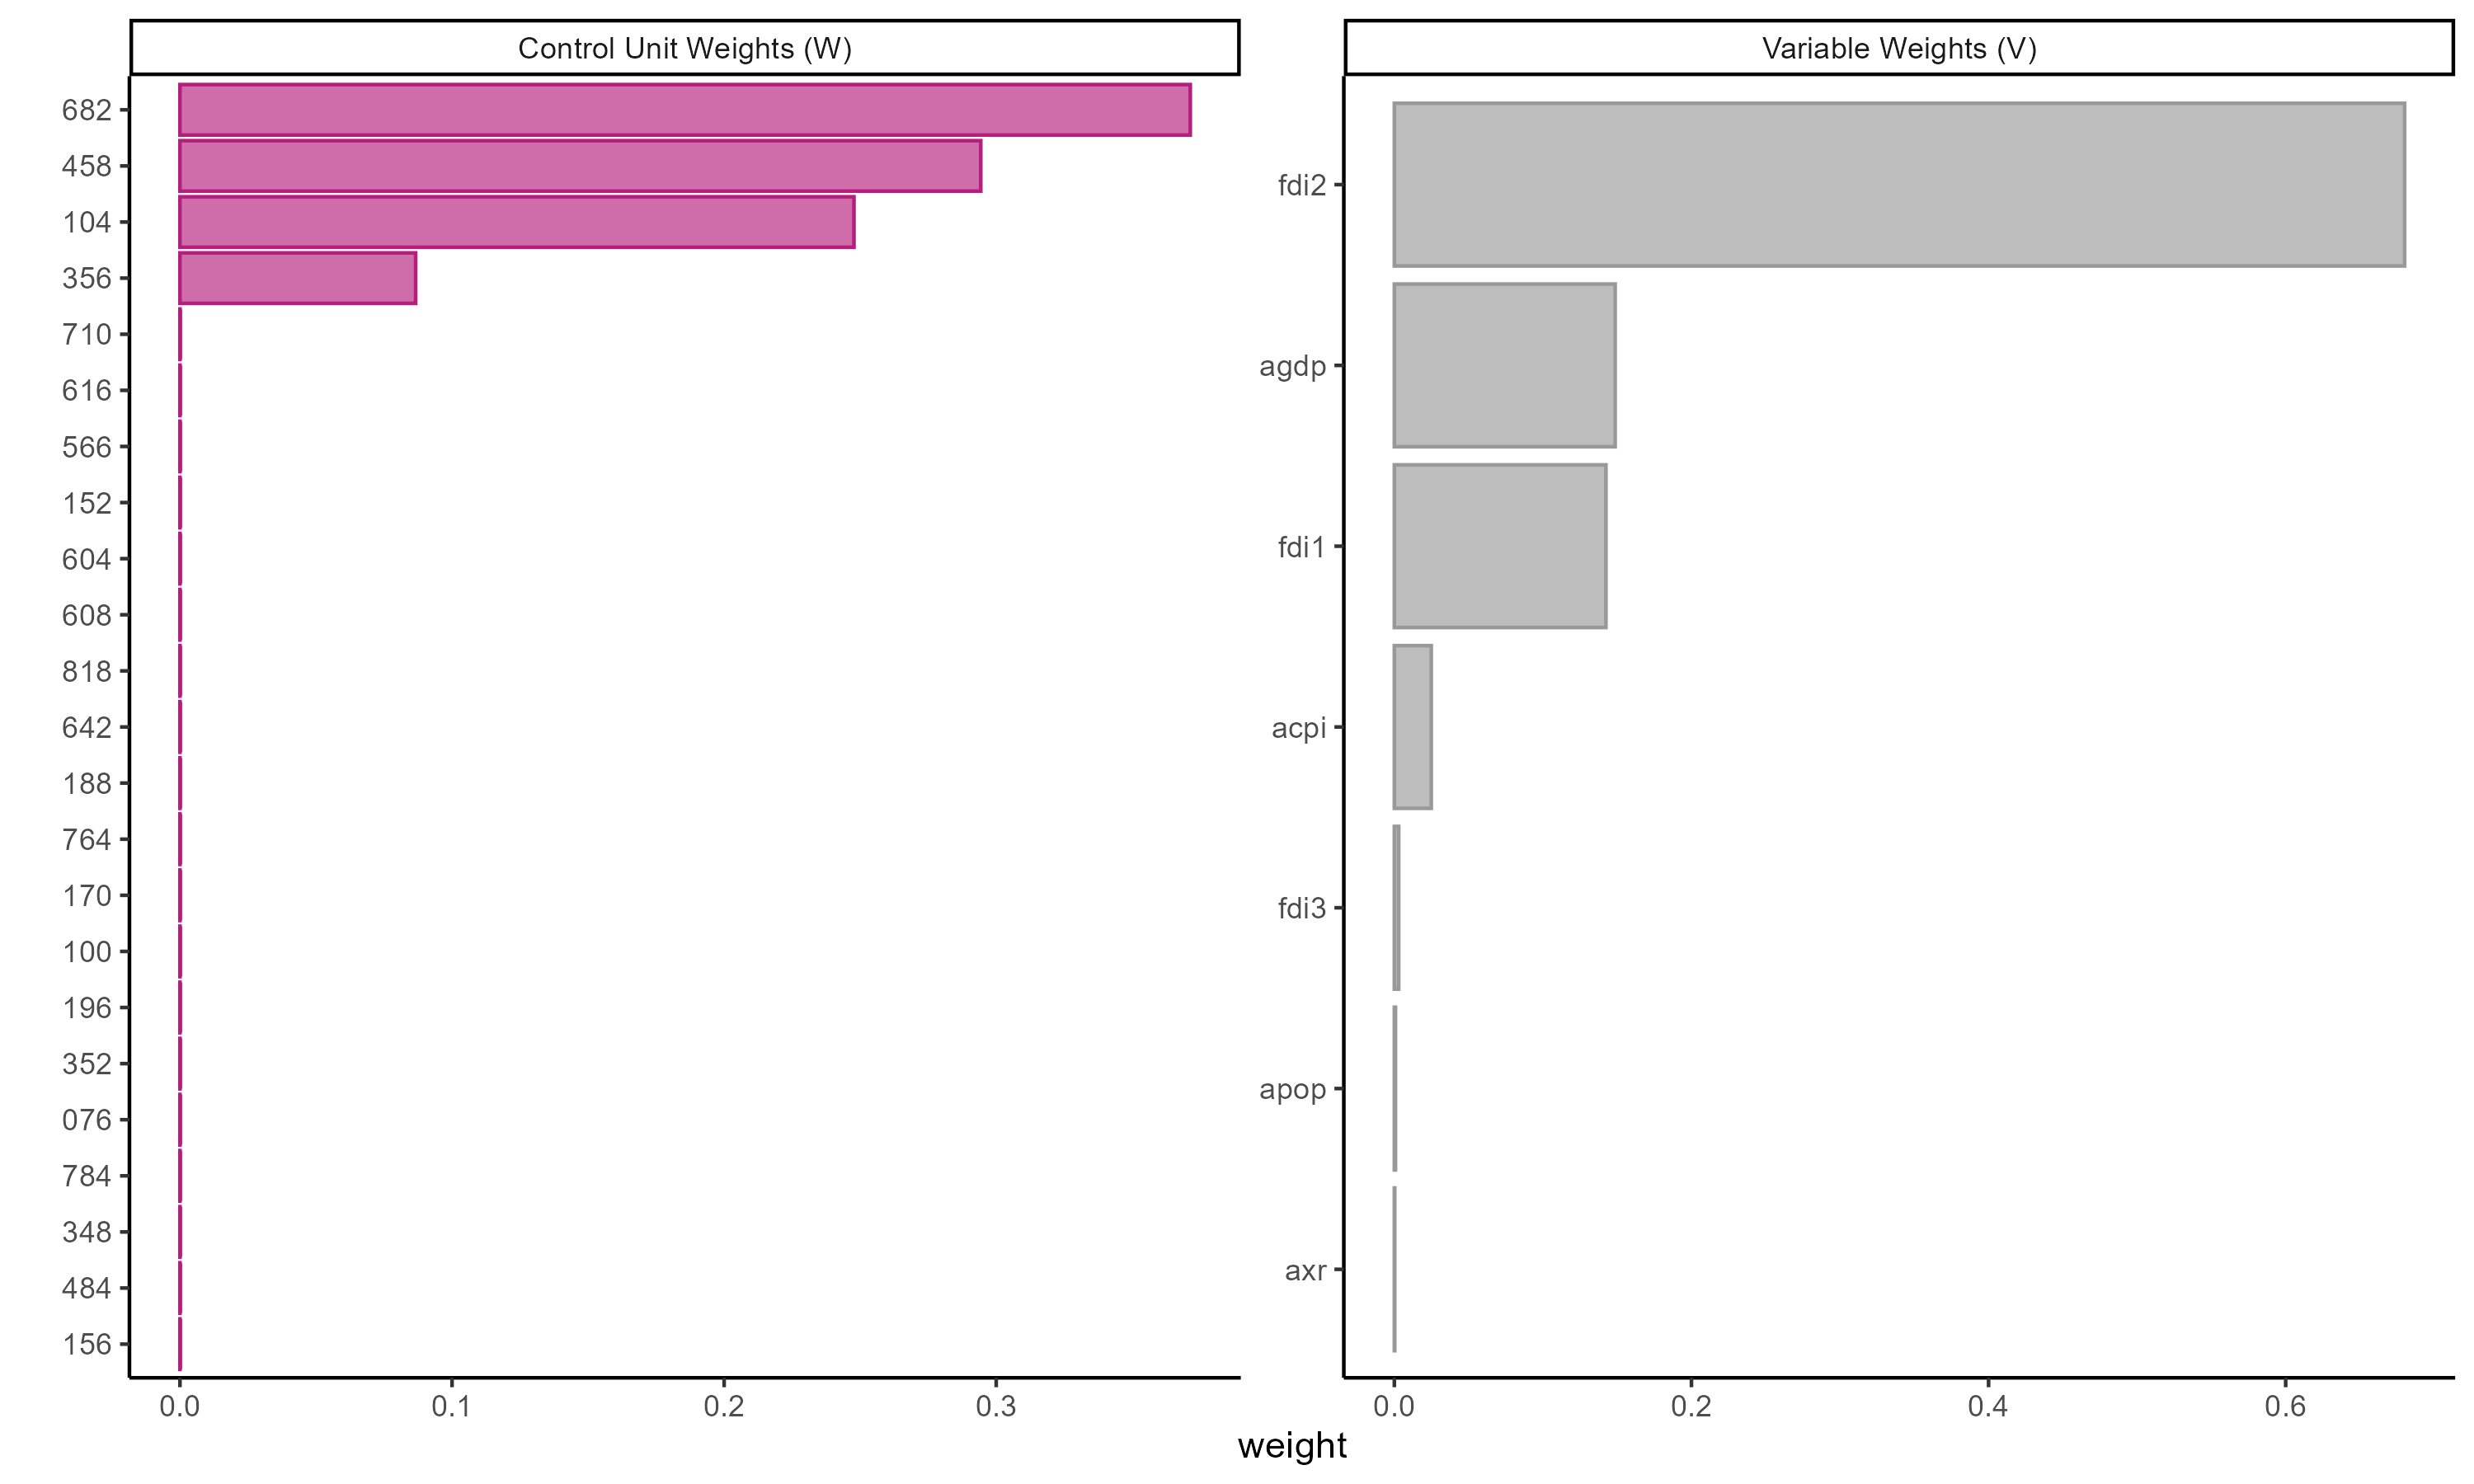 Control Unit Weights (W)
682
458
104
356
710
616
566
152
604
608
818
642
188
764
170
100
196
352
076
784
348
484
156
0.0 0.1 0.2 0.3
Variable Weights (V)
fdi2
agdp
fdi1
acpi
fdi3
apop
axr
0.0 0.2 0.4 0.6
weight